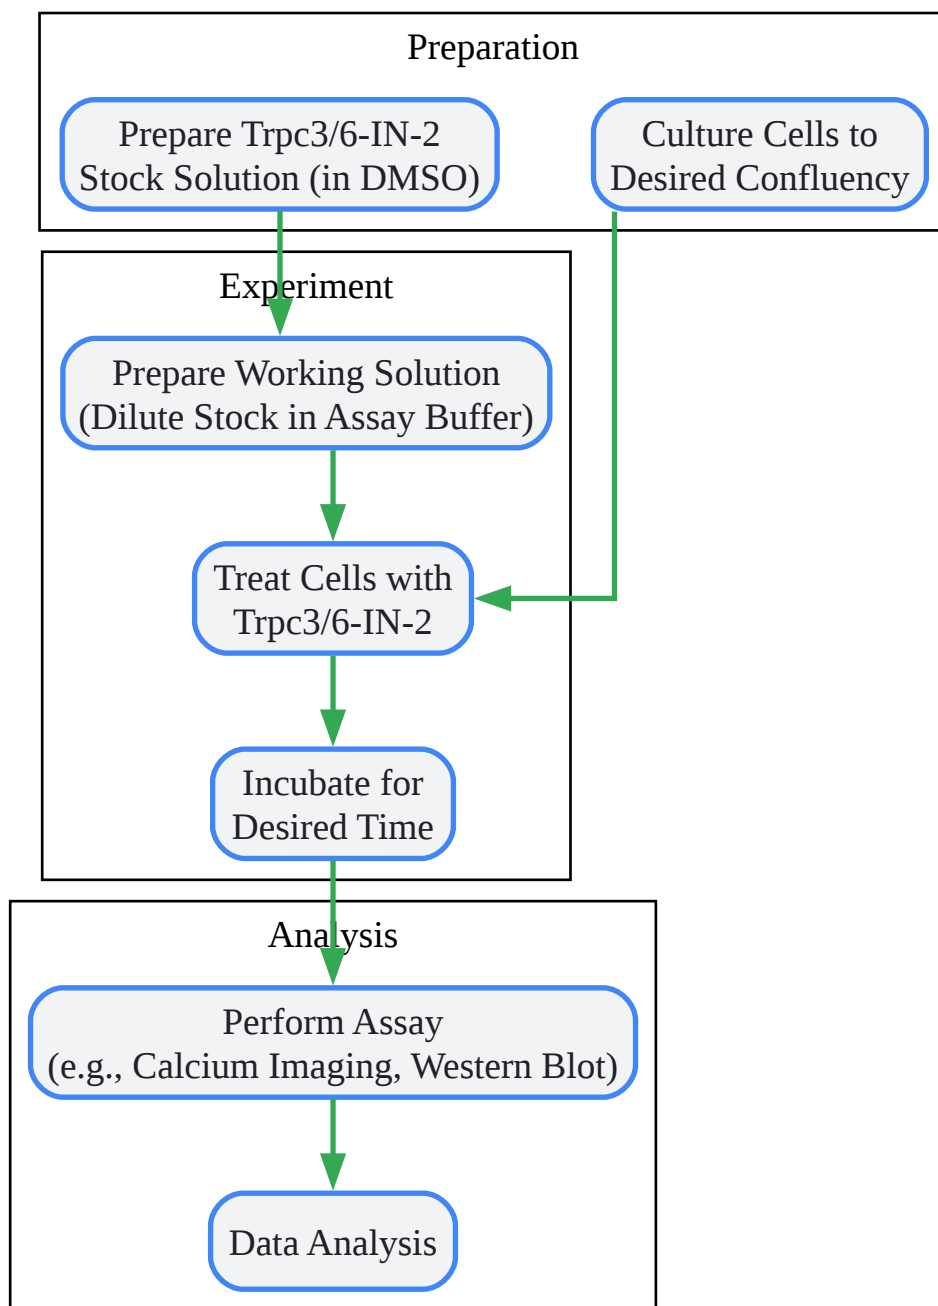 Preparation
Prepare Trpc3/6-IN-2
Stock Solution (in DMSO)
Culture Cells to
Desired Confluency
Experiment
Prepare Working Solution
(Dilute Stock in Assay Buffer)
Treat Cells with
Trpc3/6-IN-2
Incubate for
Desired Time
Analysis
Perform Assay
(e.g., Calcium Imaging, Western Blot)
Data Analysis